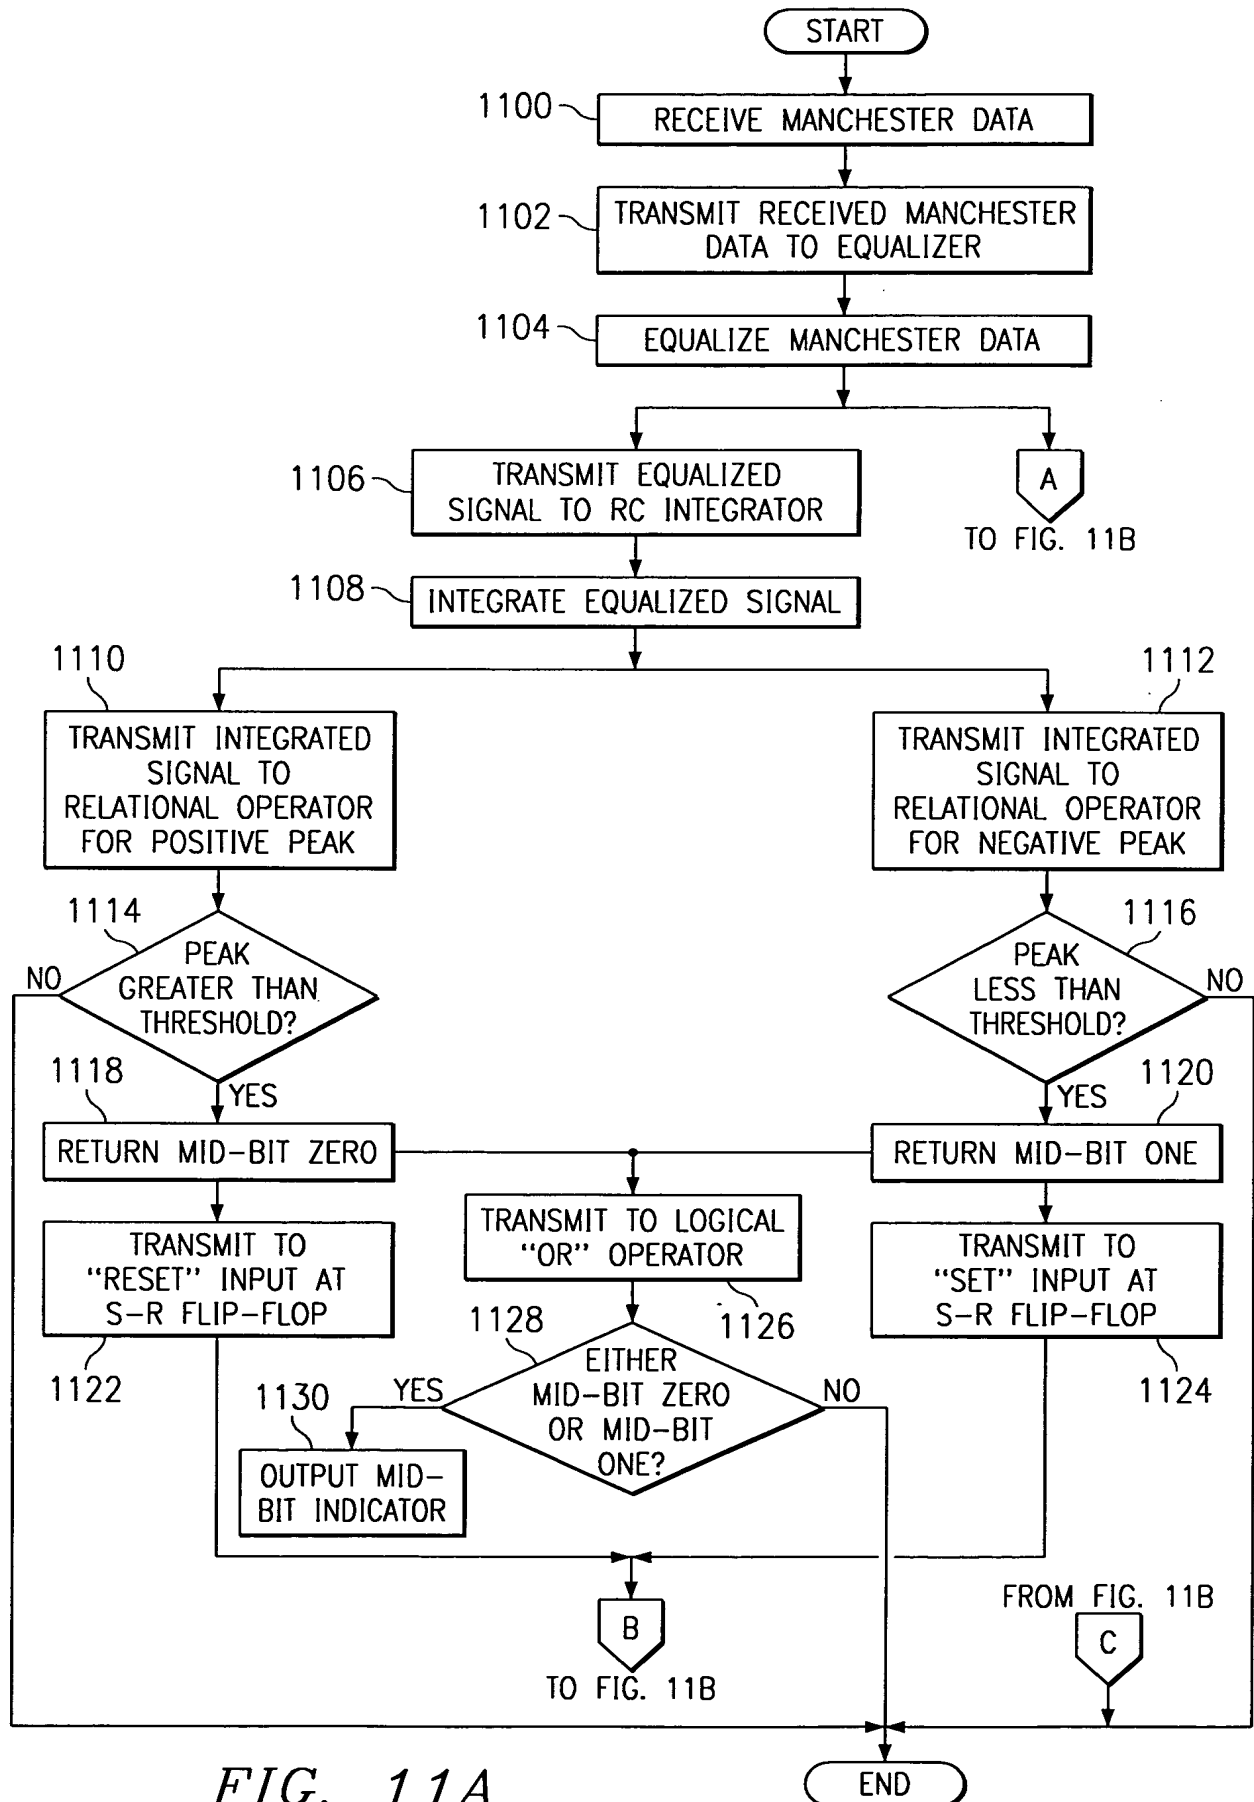 START
1100
RECEIVE MANCHESTER DATA
1102
TRANSMIT RECEIVED MANCHESTER
DATA TO EQUALIZER
1104
EQUALIZE MANCHESTER DATA
1106
TRANSMIT EQUALIZED
SIGNAL TO RC INTEGRATOR
A
TO FIG. 11B
1108
INTEGRATE EQUALIZED SIGNAL
1110
TRANSMIT INTEGRATED
SIGNAL TO
RELATIONAL OPERATOR
FOR POSITIVE PEAK
1112
TRANSMIT INTEGRATED
SIGNAL TO
RELATIONAL OPERATOR
FOR NEGATIVE PEAK
1114
PEAK
GREATER THAN
THRESHOLD?
NO
YES
1116
PEAK
LESS THAN
THRESHOLD?
NO
YES
1118
RETURN MID-BIT ZERO
1120
RETURN MID-BIT ONE
TRANSMIT TO
"RESET" INPUT AT
S-R FLIP-FLOP
1122
TRANSMIT TO LOGICAL
"OR" OPERATOR
1126
TRANSMIT TO
"SET" INPUT AT
S-R FLIP-FLOP
1124
1128
EITHER
MID-BIT ZERO
OR MID-BIT
ONE?
YES
NO
1130
OUTPUT MID-
BIT INDICATOR
B
TO FIG. 11B
FROM FIG. 11B
C
END
FIG. 11A